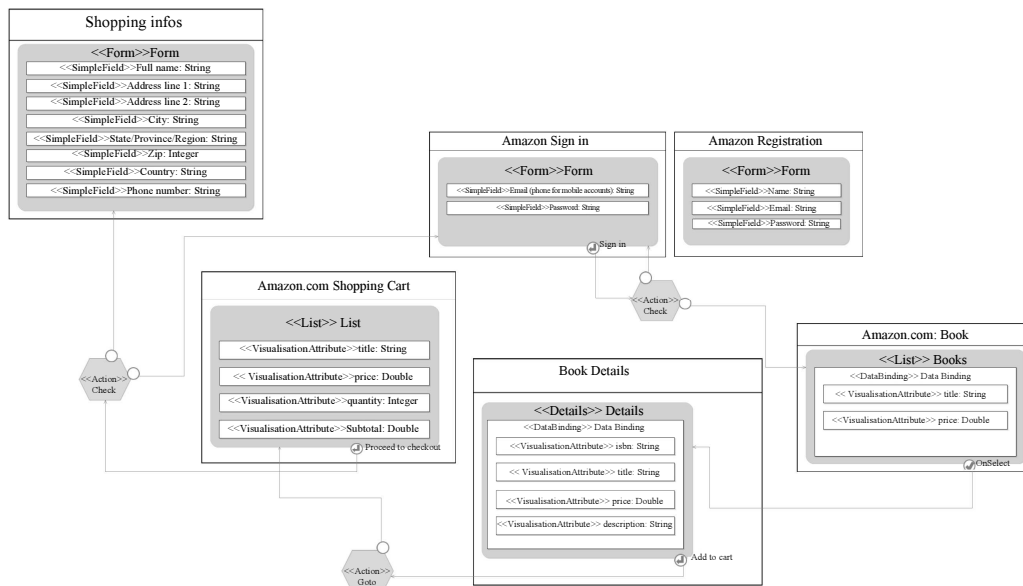 Shopping infos
<<Form>>Form
<<SimpleField>>Full name: String
<<SimpleField>>Address line 1: String
<<SimpleField>>Address line 2: String
<<SimpleField>>City: String
<<SimpleField>>State/Province/Region: String
<<SimpleField>>Zip: Integer
<<SimpleField>>Country: String
<<SimpleField>>Phone number: String
Amazon Sign in
<<Form>>Form
<<SimpleField>>Email (phone for mobile accounts): String
<<SimpleField>>Password: String
Sign in
Amazon Registration
<<Form>>Form
<<SimpleField>>Name: String
<<SimpleField>>Email: String
<<SimpleField>>Password: String
<<Action>>
Check
Amazon.com Shopping Cart
<<List>> List
<<VisualisationAttribute>>title: String
<< VisualisationAttribute>>price: Double
<<VisualisationAttribute>>quantity: Integer
<<VisualisationAttribute>>Subtotal: Double
Proceed to checkout
<<Action>>
Check
Amazon.com: Book
<<List>> Books
<<DataBinding>> Data Binding
<< VisualisationAttribute>> title: String
<<VisualisationAttribute>> price: Double
OnSelect
Book Details
<<Details>> Details
<<DataBinding>> Data Binding
<<VisualisationAttribute>> isbn: String
<< VisualisationAttribute>> title: String
<<VisualisationAttribute>> price: Double
<<VisualisationAttribute>> description: String
Add to cart
<<Action>>
Goto